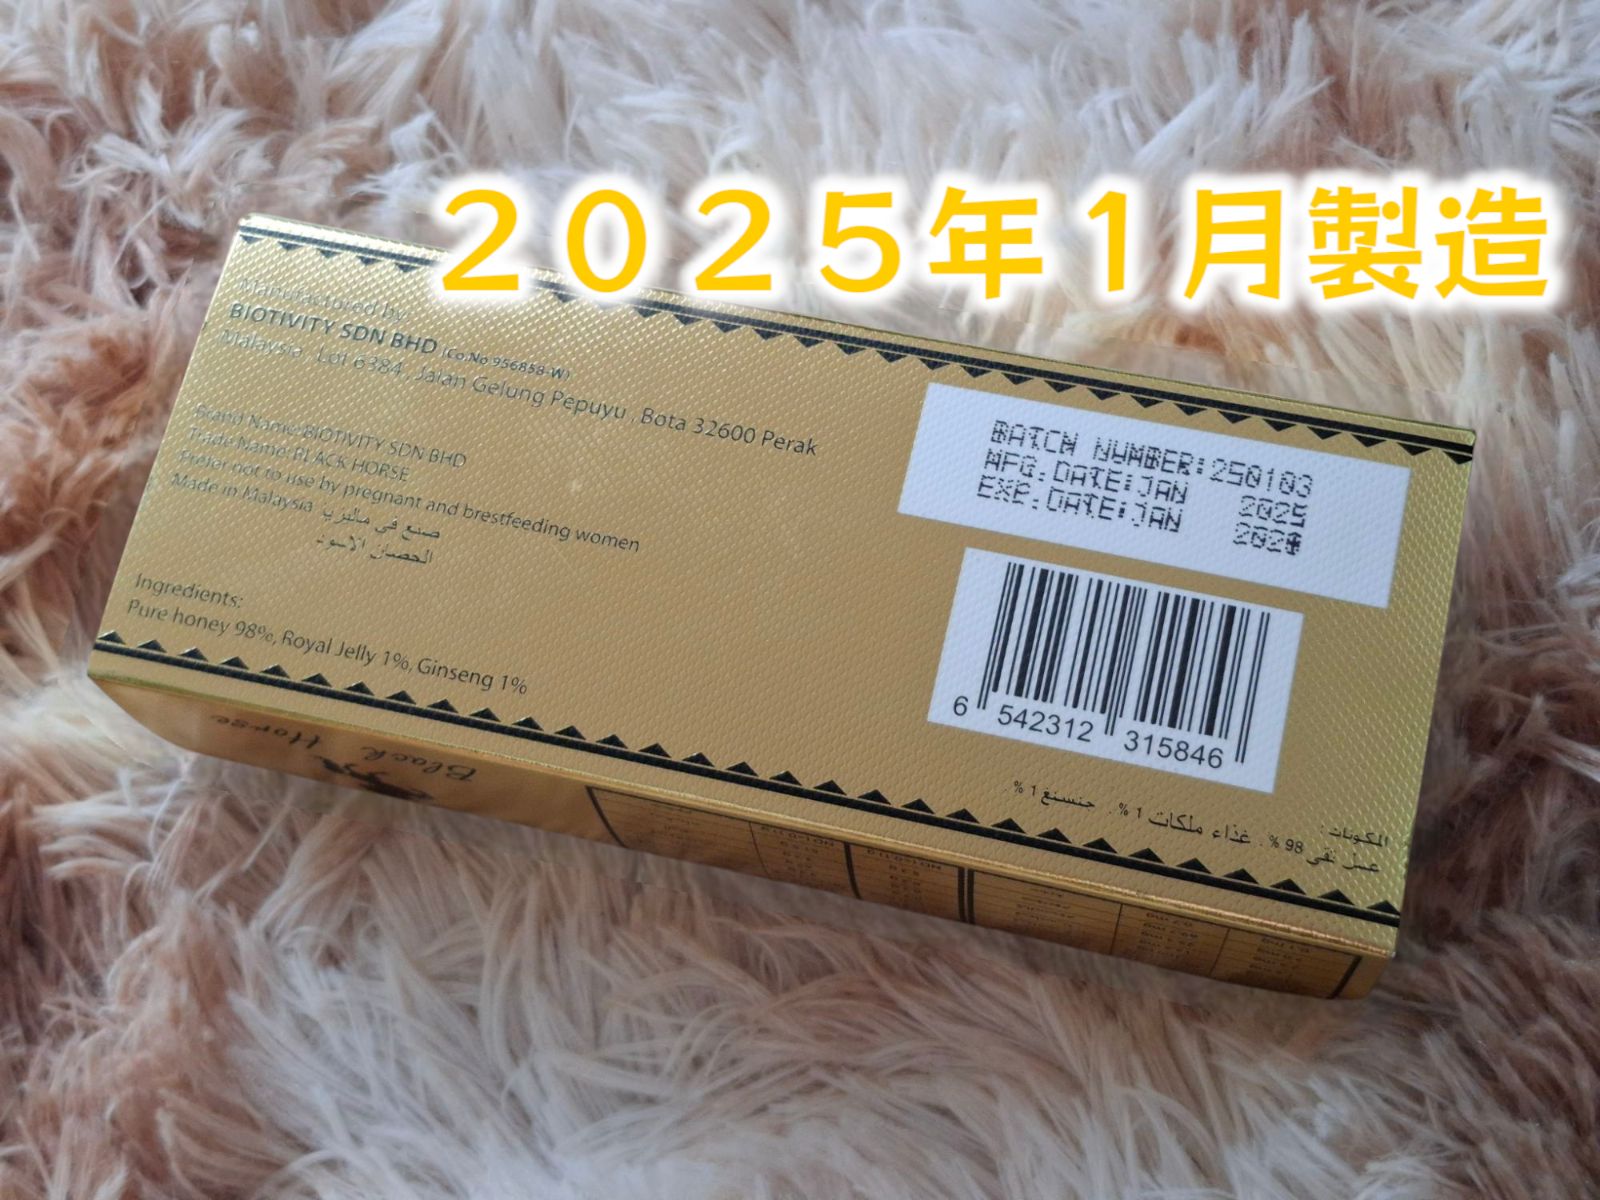 ２０２５年１月製造
Manufactured by:
BIOTIVITY SDN BHD (Co.No 956858-W)
Malaysia . Lot 6384 , Jalan Gelung Pepuyu , Bota 32600 Perak
Brand Name: BIOTIVITY SDN BHD
Trade Name: BLACK HORSE
Prefer not to use by pregnant and brestfeeding women
Made in Malaysia صنع في ماليزيا
الحصان الاسود
Ingredients:
Pure honey 98%, Royal Jelly 1%, Ginseng 1%
BATCH NUMBER:250103
MFG.DATE:JAN 2025
EXE.DATE:JAN
6 542312 315846
المكونات :
عسل نقي 98 % . غذاء ملكات 1 % . جنسنغ 1 % .
Black Horse